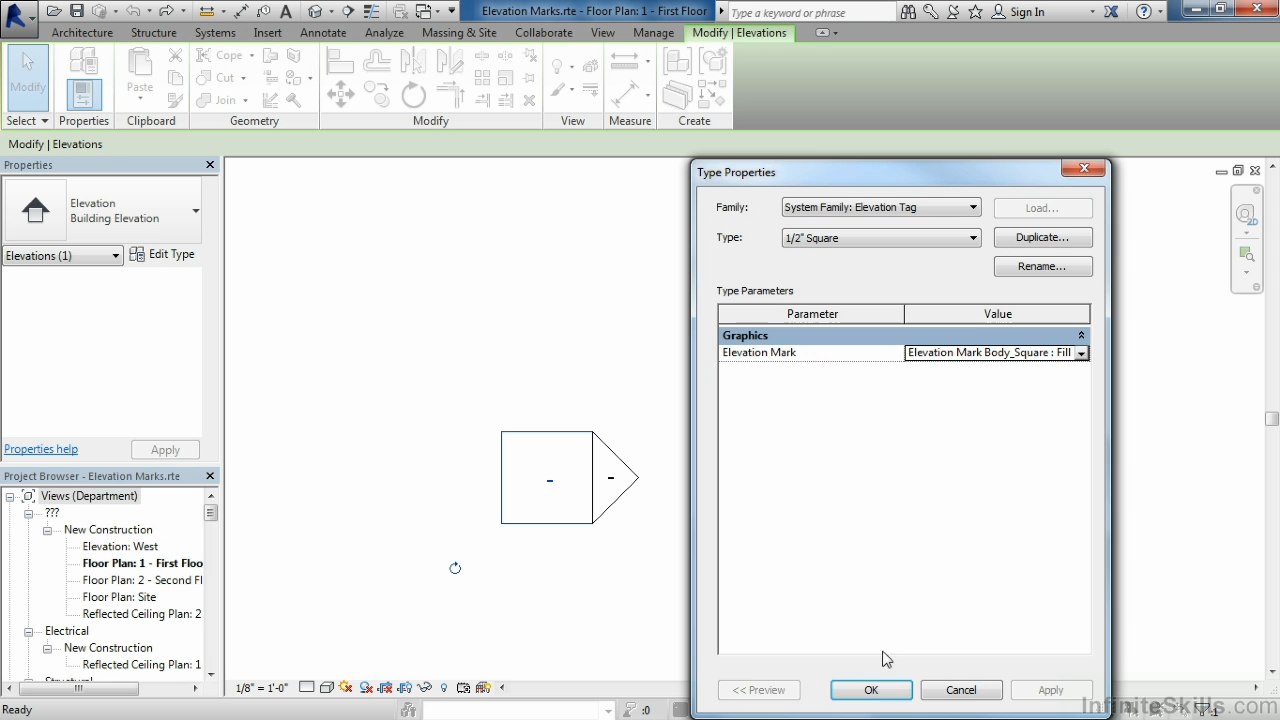 Elevation Marks.rte - Floor Plan: 1 - First Floor
Type a keyword or phrase
Sign In
Architecture Structure Systems Insert Annotate Analyze Massing & Site Collaborate View Manage Modify | Elevations
Modify
Paste
Cope
Cut
Join
Select Properties Clipboard Geometry Modify View Measure Create
Modify | Elevations
Properties
Elevation
Building Elevation
Elevations (1)
Edit Type
Properties help
Apply
Project Browser - Elevation Marks.rte
Views (Department)
???
New Construction
Elevation: West
Floor Plan: 1 - First Floo
Floor Plan: 2 - Second Fl
Floor Plan: Site
Reflected Ceiling Plan: 2
Electrical
New Construction
Reflected Ceiling Plan: 1
Type Properties
Family:
System Family: Elevation Tag
Load...
Type:
1/2" Square
Duplicate...
Rename...
Type Parameters
Parameter Value
Graphics
Elevation Mark
Elevation Mark Body_Square : Fill
<< Preview
OK
Cancel
Apply
1/8" = 1'-0"
Ready
:0
InfiniteSkills.com